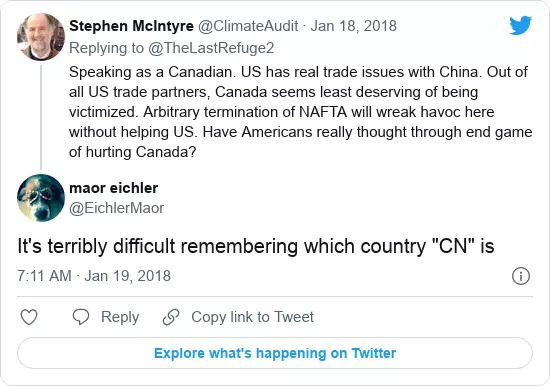 Stephen McIntyre @ClimateAudit · Jan 18, 2018
Replying to @TheLastRefuge2
Speaking as a Canadian. US has real trade issues with China. Out of
all US trade partners, Canada seems least deserving of being
victimized. Arbitrary termination of NAFTA will wreak havoc here
without helping US. Have Americans really thought through end game
of hurting Canada?
maor eichler
@EichlerMaor
It's terribly difficult remembering which country "CN" is
7:11 AM · Jan 19, 2018
Reply
Copy link to Tweet
Explore what's happening on Twitter